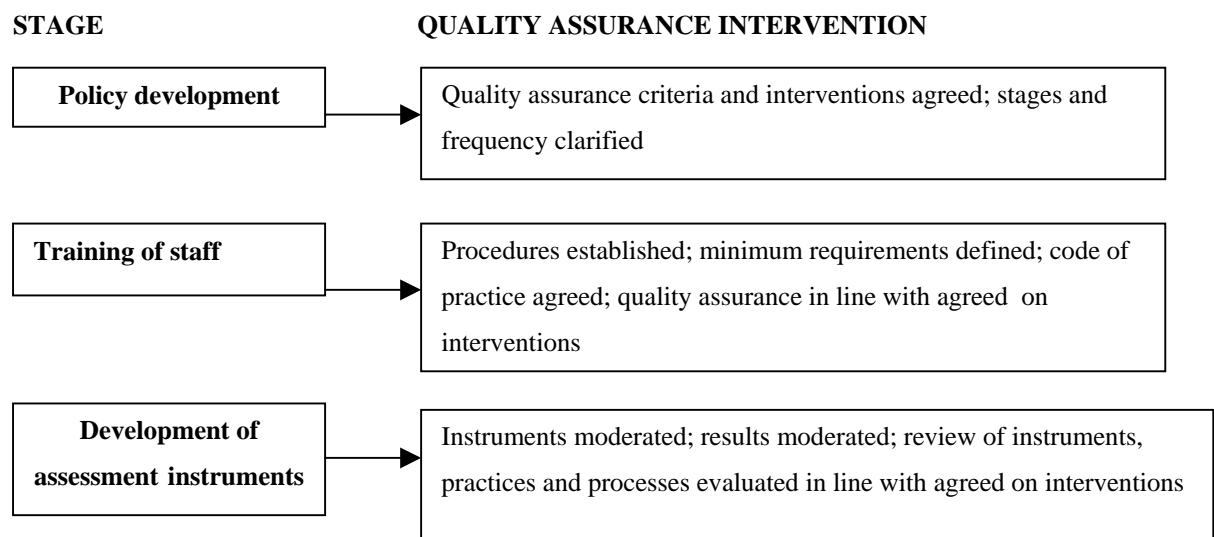 STAGE QUALITY ASSURANCE INTERVENTION
Policy development
Quality assurance criteria and interventions agreed; stages and
frequency clarified
Training of staff
Procedures established; minimum requirements defined; code of
practice agreed; quality assurance in line with agreed on
interventions
Development of
assessment instruments
Instruments moderated; results moderated; review of instruments,
practices and processes evaluated in line with agreed on interventions